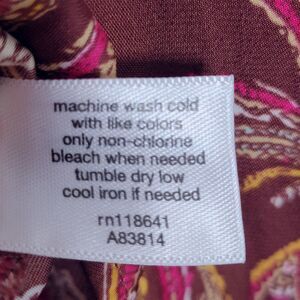 machine wash cold
with like colors
only non-chlorine
bleach when needed
tumble dry low
cool iron if needed
rn118641
A83814